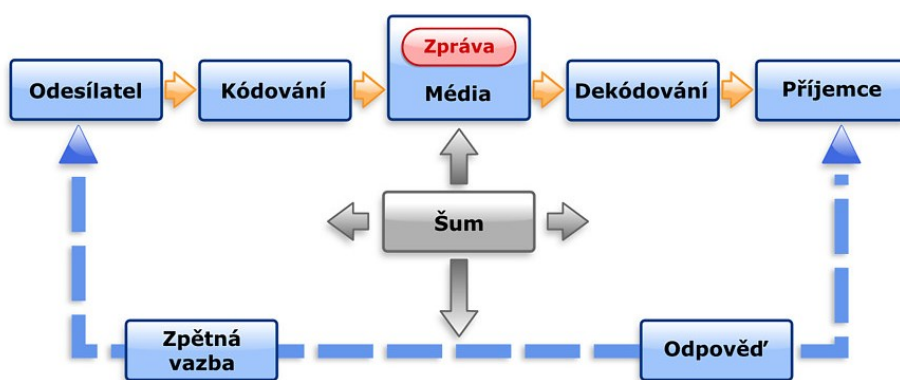 Zpráva
Odesílatel
Kódování
Média
Dekódování
Příjemce
Šum
Zpětná
vazba
Odpověď